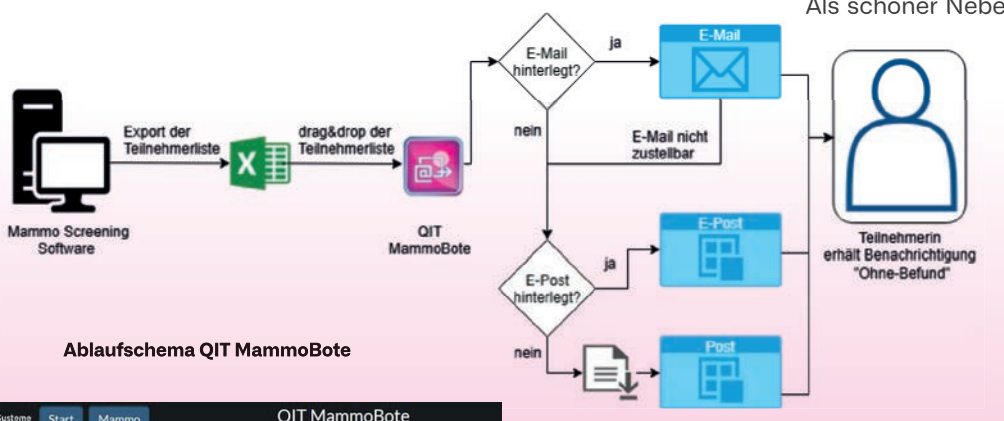 Als schöner Nebe
E-Mail
hinterlegt?
ja
E-Mail
nein
E-Mail nicht
zustellbar
Export der
Teilnehmerliste
drag&drop der
Teilnehmerliste
Mammo Screening
Software
QIT
MammoBote
E-Post
hinterlegt?
ja
E-Post
nein
Post
Teilnehmerin
erhält Benachrichtigung
"Ohne-Befund"
Ablaufschema QIT MammoBote
Systeme Start Mammo QIT MammoBote